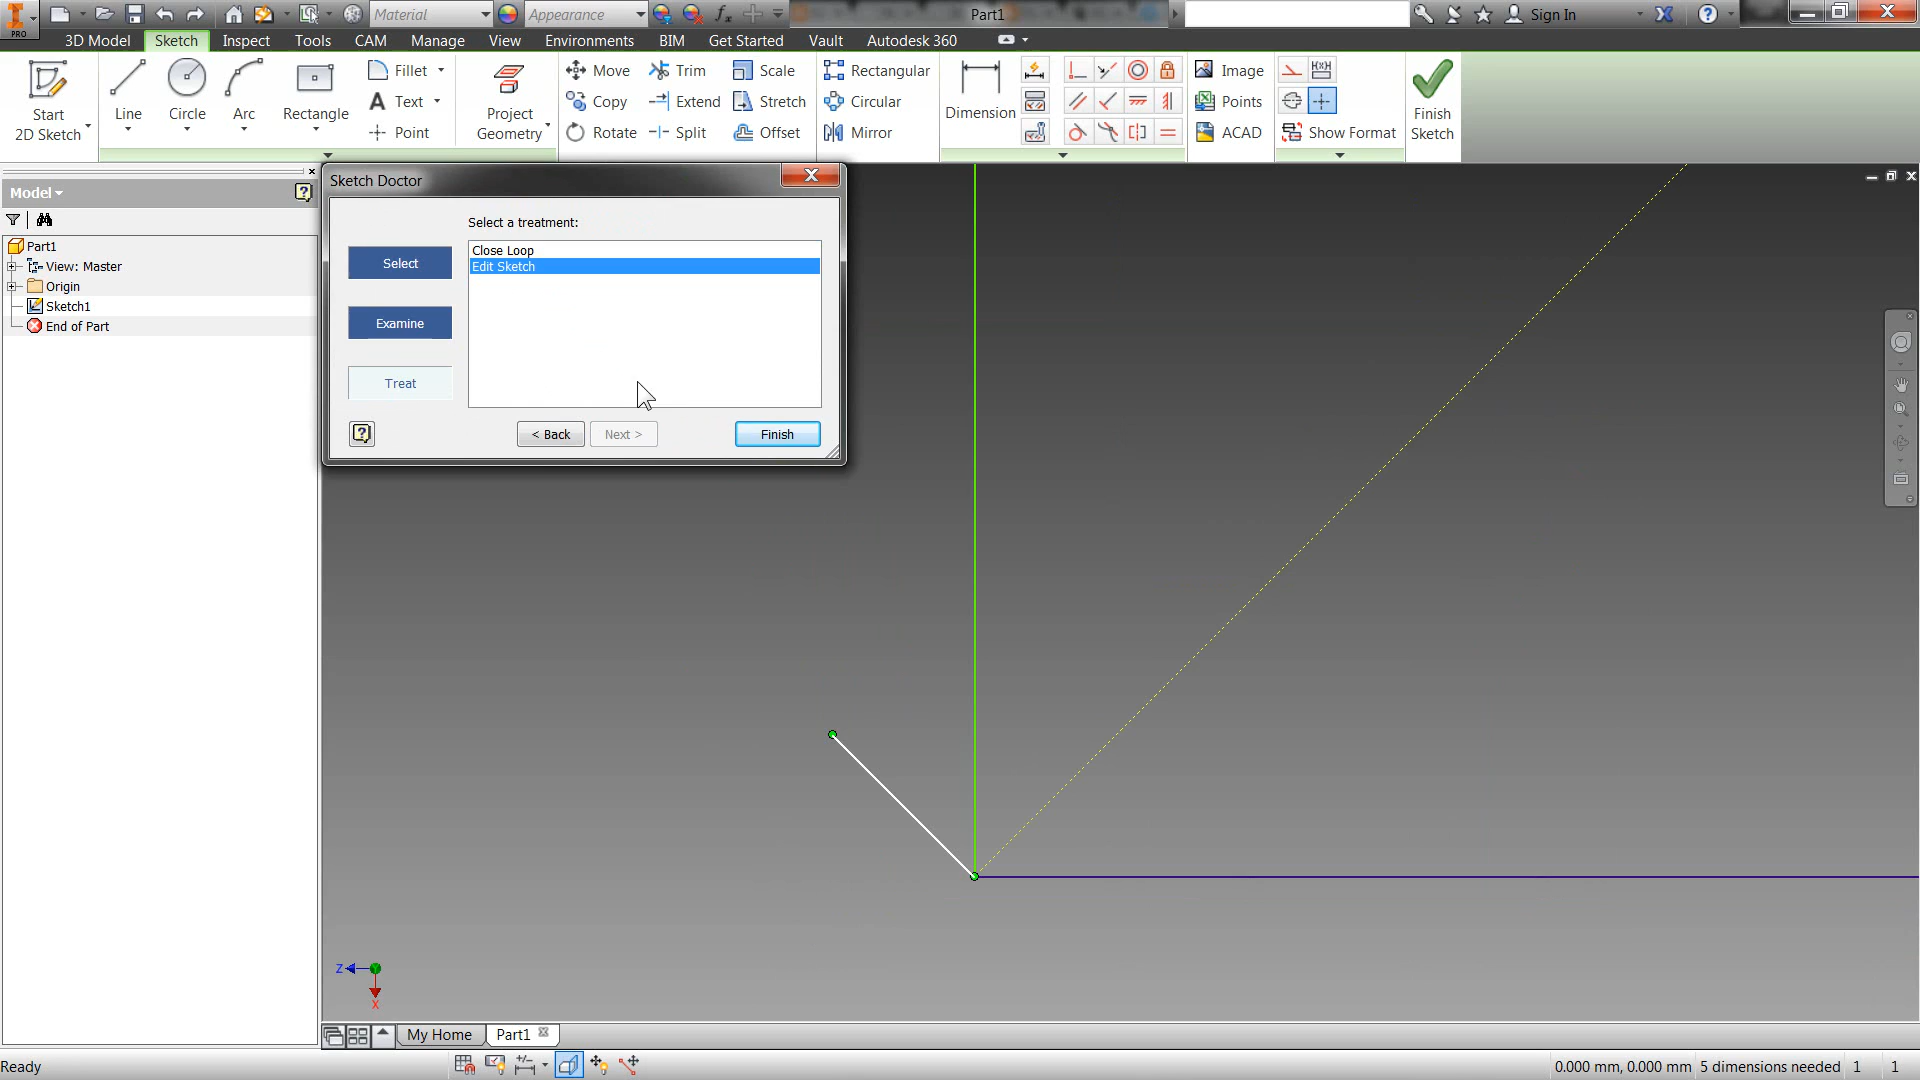 PRO
Material
Appearance
fx
Part1
Sign In
3D Model
Sketch
Inspect
Tools
CAM
Manage
View
Environments
BIM
Get Started
Vault
Autodesk 360
Start
2D Sketch
Line
Circle
Arc
Rectangle
Fillet
Text
Point
Project
Geometry
Move
Copy
Rotate
Trim
Extend
Split
Scale
Stretch
Offset
Rectangular
Circular
Mirror
Dimension
Image
Points
ACAD
Show Format
Finish
Sketch
Model
Part1
View: Master
Origin
Sketch1
End of Part
Sketch Doctor
Select a treatment:
Select
Examine
Treat
Close Loop
Edit Sketch
< Back
Next >
Finish
Z
X
My Home
Part1
Ready
0.000 mm, 0.000 mm
5 dimensions needed
1
1